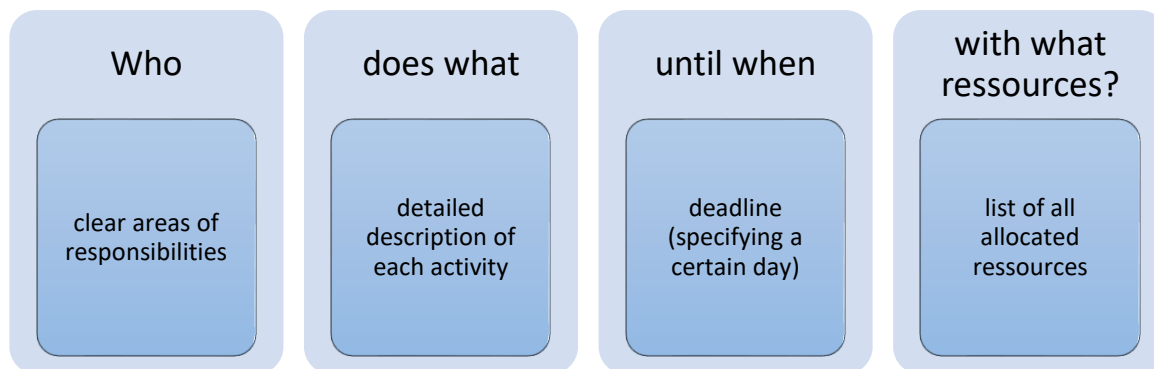 Who
clear areas of
responsibilities
does what
detailed
description of
each activity
until when
deadline
(specifying a
certain day)
with what
ressources?
list of all
allocated
ressources